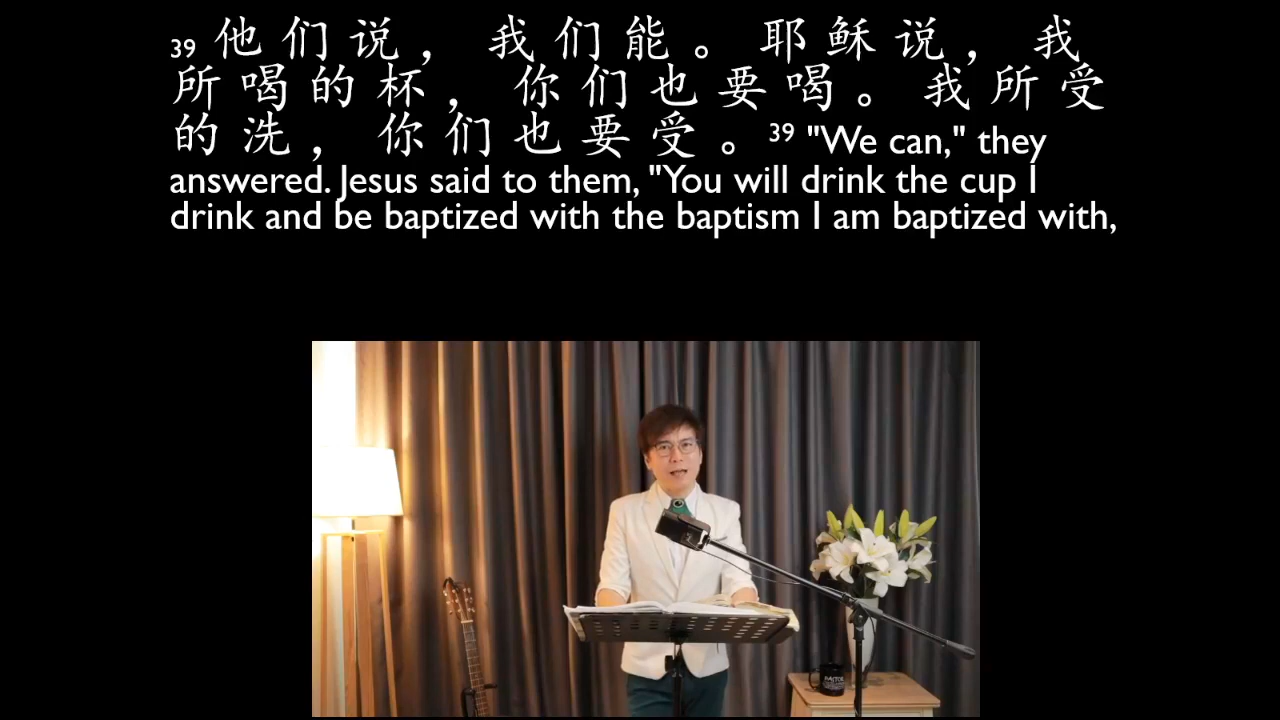 39 他们说， 我们能。耶稣说， 我
所喝的杯， 你们也要喝。我所受
的洗， 你们也要受。39 "We can," they
answered. Jesus said to them, "You will drink the cup I
drink and be baptized with the baptism I am baptized with,